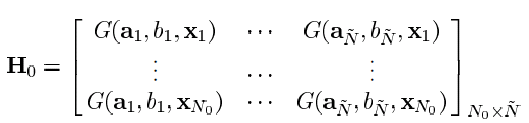 H₀ = [ G(a₁, b₁, x₁) ⋯ G(a_Ñ, b_Ñ, x₁)
⋮ ⋯ ⋮
G(a₁, b₁, x_{N₀}) ⋯ G(a_Ñ, b_Ñ, x_{N₀}) ]_{N₀×Ñ}